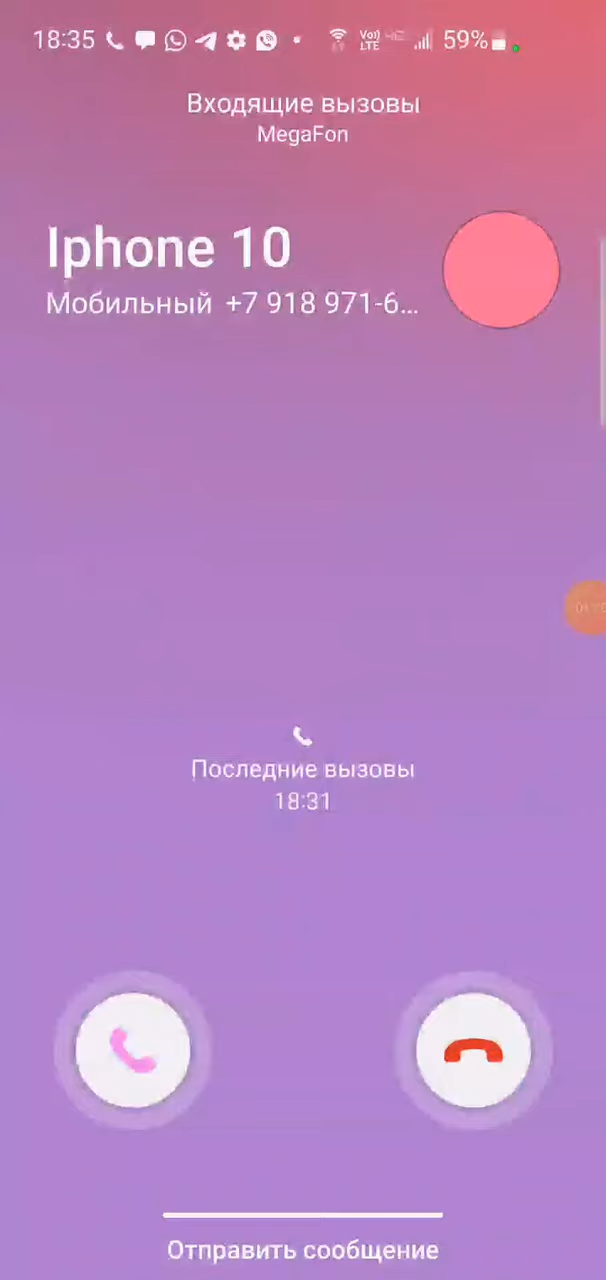 18:35 59%
Входящие вызовы
MegaFon
Iphone 10
Мобильный +7 918 971-6...
Последние вызовы
18:31
Отправить сообщение